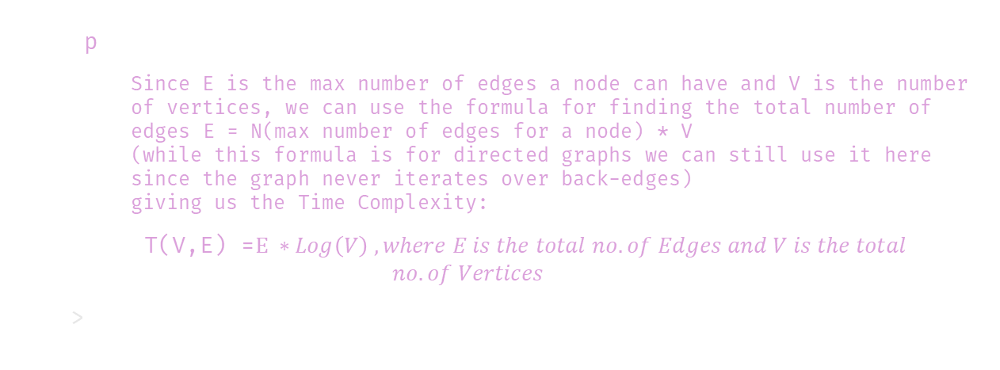 p
Since E is the max number of edges a node can have and V is the number
of vertices, we can use the formula for finding the total number of
edges E = N(max number of edges for a node) * V
(while this formula is for directed graphs we can still use it here
since the graph never iterates over back-edges)
giving us the Time Complexity:
T(V,E) =E ∗ Log(V) , where E is the total no. of Edges and V is the total
no. of Vertices
>